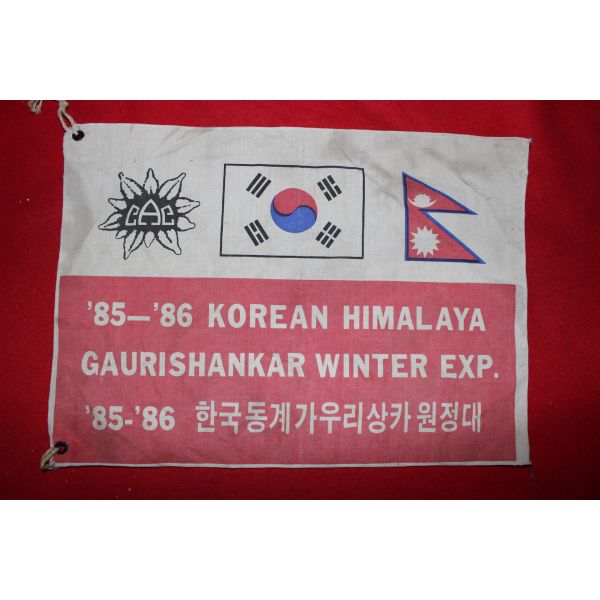 CAC
'85—'86 KOREAN HIMALAYA
GAURISHANKAR WINTER EXP.
'85-'86 한국동계가우리상카원정대